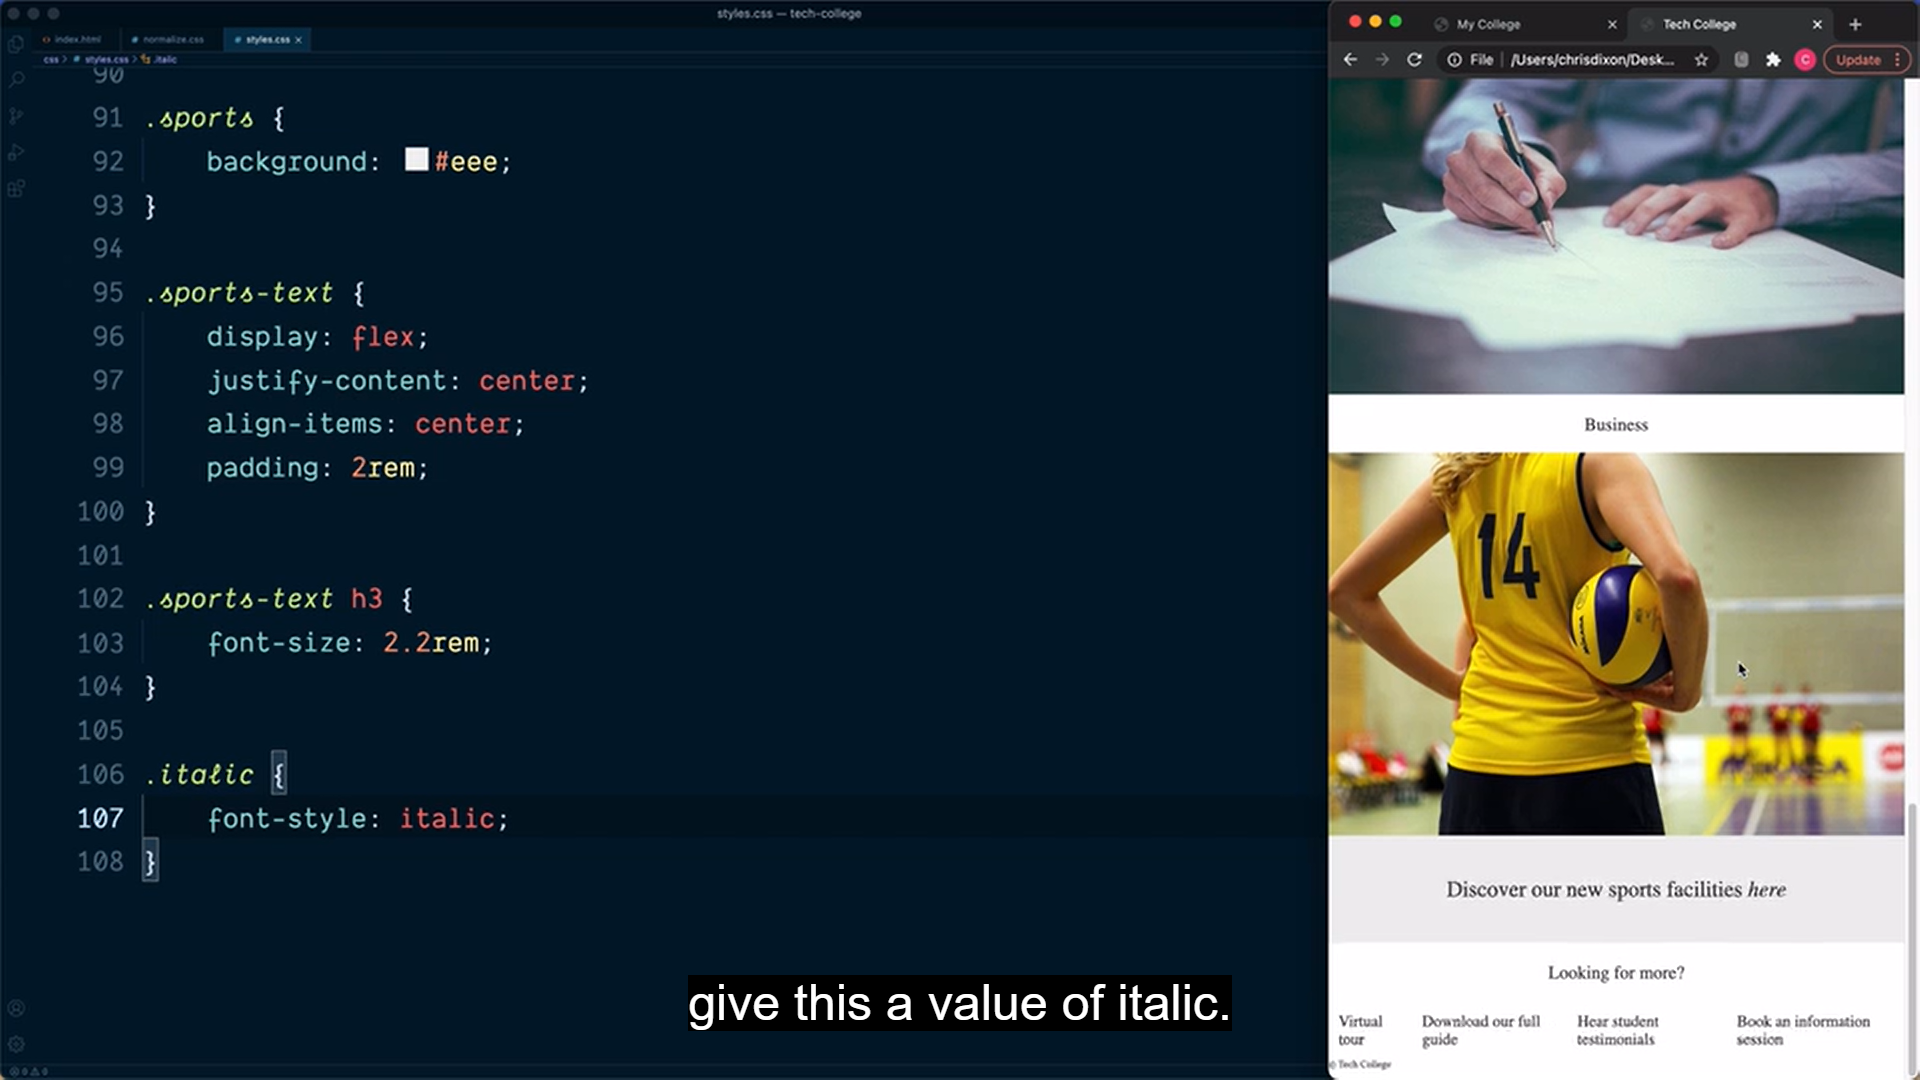 styles.css — tech-college
index.html
normalize.css
styles.css
css > styles.css > .italic
90
91 .sports {
92 background: #eee;
93 }
94
95 .sports-text {
96 display: flex;
97 justify-content: center;
98 align-items: center;
99 padding: 2rem;
100 }
101
102 .sports-text h3 {
103 font-size: 2.2rem;
104 }
105
106 .italic {
107 font-style: italic;
108 }
My College
Tech College
File
/Users/chrisdixon/Desk...
C
Update
Business
14
Discover our new sports facilities here
Looking for more?
Virtual tour
Download our full guide
Hear student testimonials
Book an information session
© Tech College
give this a value of italic.